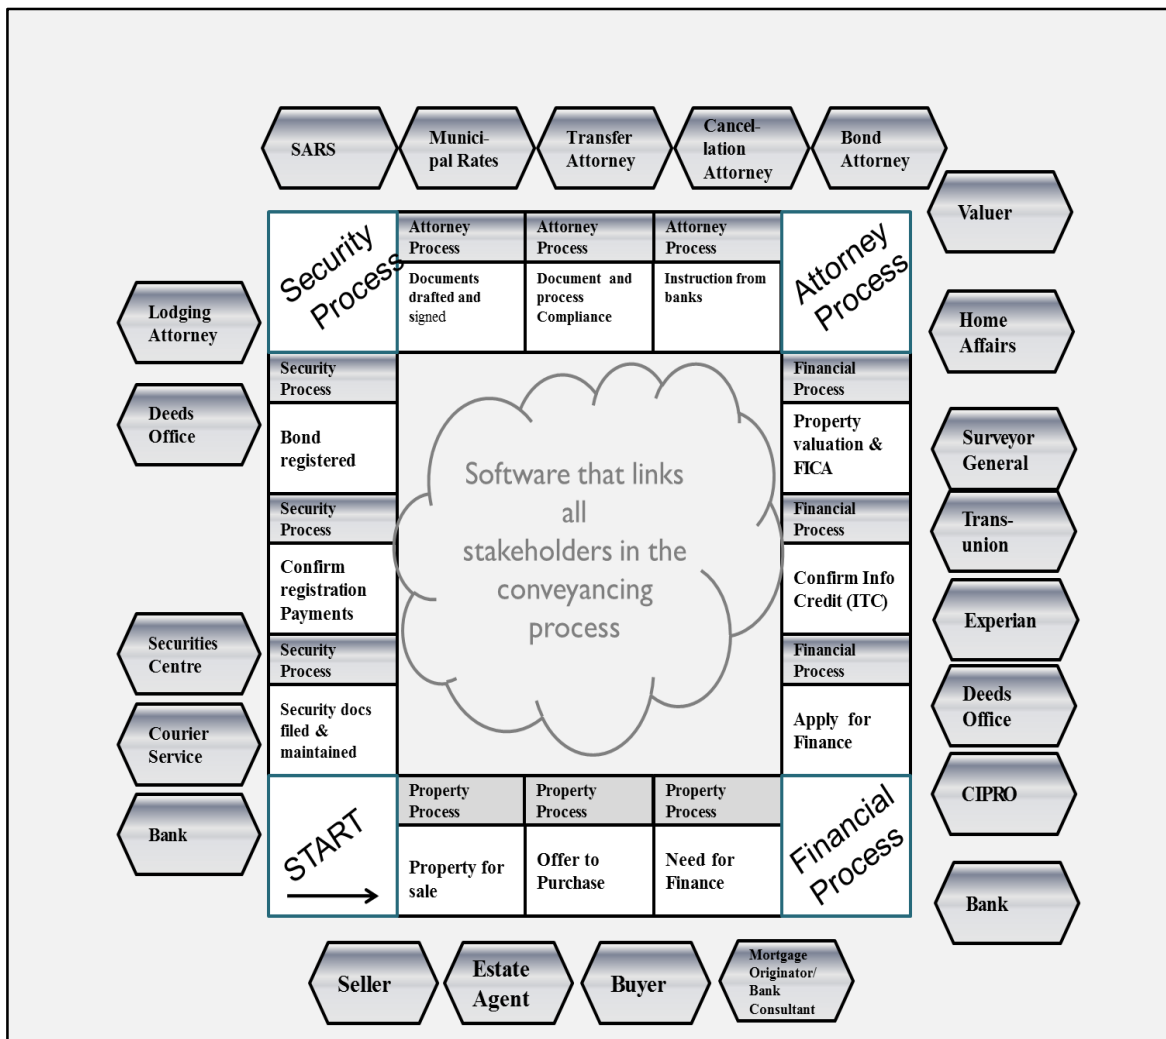 SARS
Munici-
pal Rates
Transfer
Attorney
Cancel-
lation
Attorney
Bond
Attorney
Valuer
Security
Process
Attorney
Process
Documents
drafted and
signed
Attorney
Process
Document and
process
Compliance
Attorney
Process
Instruction from
banks
Attorney
Process
Lodging
Attorney
Deeds
Office
Home
Affairs
Security
Process
Bond
registered
Security
Process
Confirm
registration
Payments
Security
Process
Security docs
filed &
maintained
Software that links
all
stakeholders in the
conveyancing
process
Financial
Process
Property
valuation &
FICA
Financial
Process
Confirm Info
Credit (ITC)
Financial
Process
Apply for
Finance
Surveyor
General
Trans-
union
Experian
Deeds
Office
CIPRO
Bank
Securities
Centre
Courier
Service
Bank
START
Property
Process
Property for
sale
Property
Process
Offer to
Purchase
Property
Process
Need for
Finance
Financial
Process
Seller
Estate
Agent
Buyer
Mortgage
Originator/
Bank
Consultant